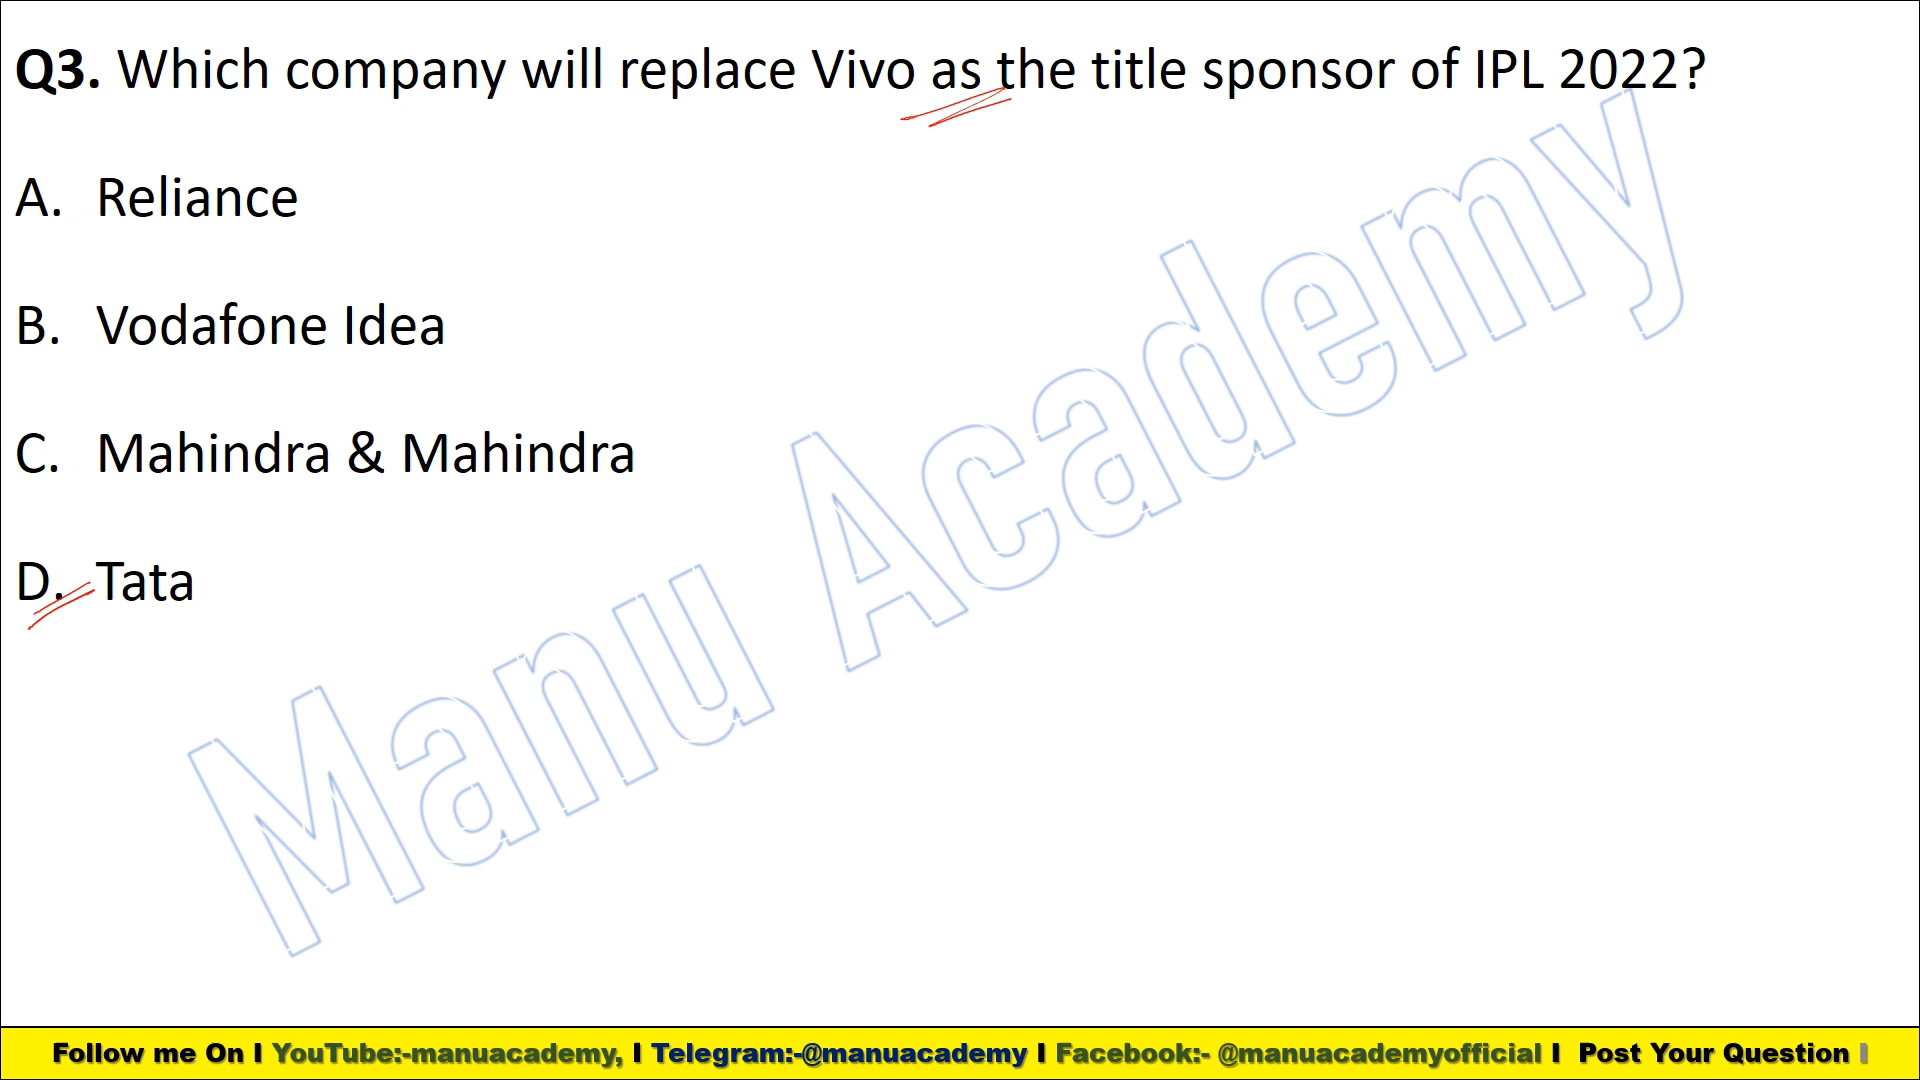 Q3. Which company will replace Vivo as the title sponsor of IPL 2022?
A. Reliance
B. Vodafone Idea
C. Mahindra & Mahindra
D. Tata
Manu Academy
Follow me On I YouTube:-manuacademy, I Telegram:-@manuacademy I Facebook:- @manuacademyofficial I Post Your Question I